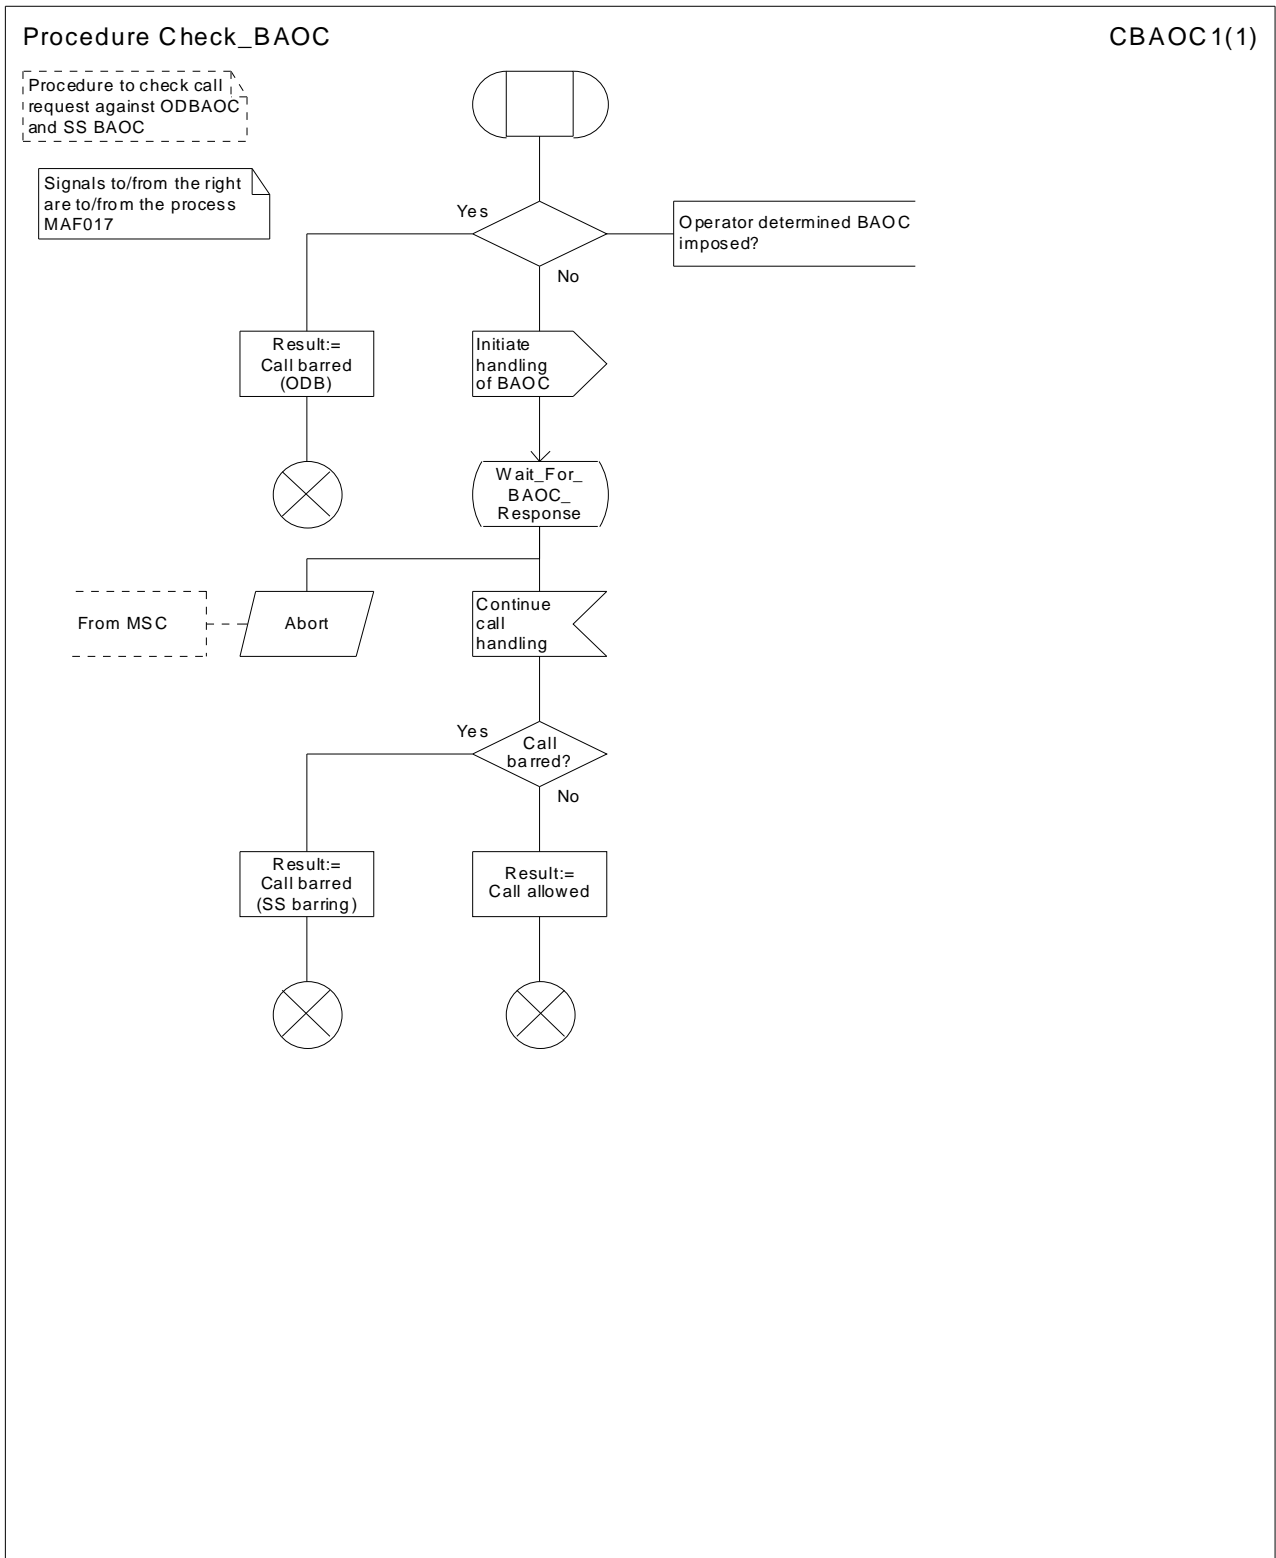 Procedure Check_BAOC
CBAOC1(1)
Procedure to check call
request against ODBAOC
and SS BAOC
Signals to/from the right
are to/from the process
MAF017
Yes
Operator determined BAOC
imposed?
No
Result:=
Call barred
(ODB)
Initiate
handling
of BAOC
Wait_For_
BAOC_
Response
From MSC
Abort
Continue
call
handling
Yes
Call
barred?
No
Result:=
Call barred
(SS barring)
Result:=
Call allowed